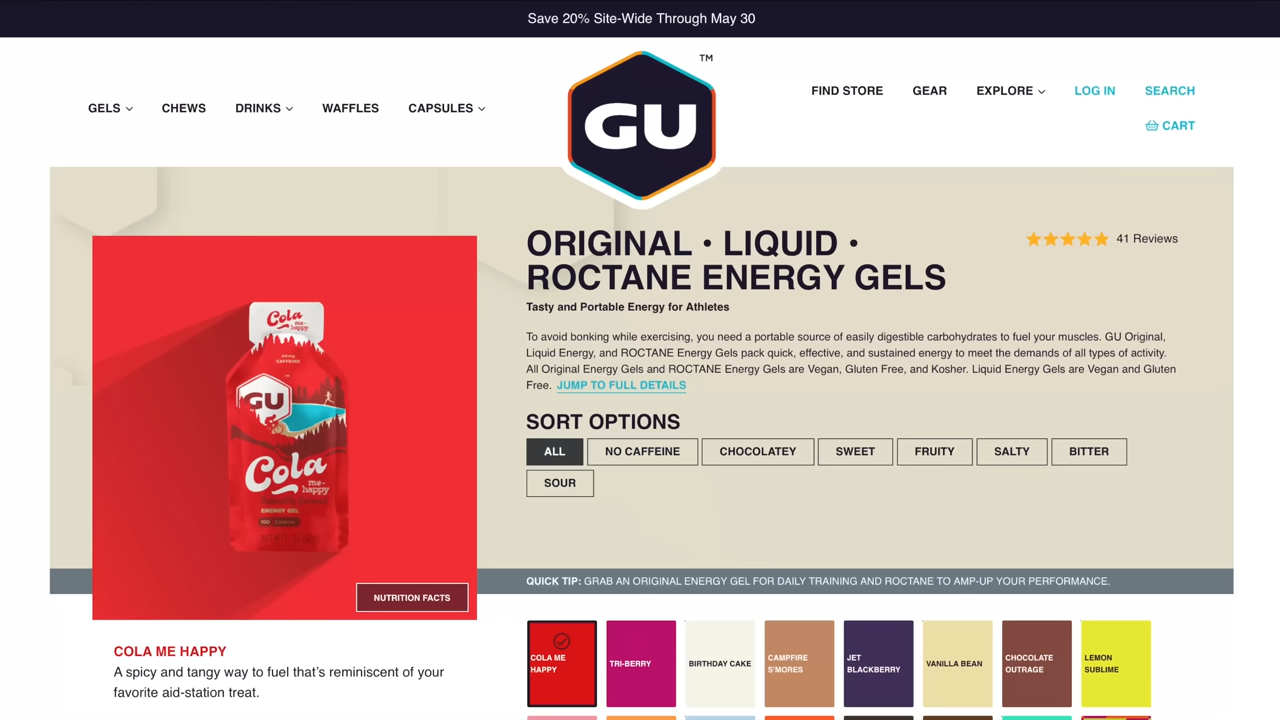 Save 20% Site-Wide Through May 30
TM
GELS
CHEWS
DRINKS
WAFFLES
CAPSULES
GU
FIND STORE
GEAR
EXPLORE
LOG IN
SEARCH
CART
ORIGINAL • LIQUID •
ROCTANE ENERGY GELS
41 Reviews
Tasty and Portable Energy for Athletes
To avoid bonking while exercising, you need a portable source of easily digestible carbohydrates to fuel your muscles. GU Original,
Liquid Energy, and ROCTANE Energy Gels pack quick, effective, and sustained energy to meet the demands of all types of activity.
All Original Energy Gels and ROCTANE Energy Gels are Vegan, Gluten Free, and Kosher. Liquid Energy Gels are Vegan and Gluten
Free. JUMP TO FULL DETAILS
SORT OPTIONS
ALL
NO CAFFEINE
CHOCOLATEY
SWEET
FRUITY
SALTY
BITTER
SOUR
Cola
me-
happy
CAFFEINE
GU
Cola
me-
happy
ENERGY GEL
100 Calories
NUTRITION FACTS
QUICK TIP: GRAB AN ORIGINAL ENERGY GEL FOR DAILY TRAINING AND ROCTANE TO AMP-UP YOUR PERFORMANCE.
COLA ME HAPPY
A spicy and tangy way to fuel that's reminiscent of your
favorite aid-station treat.
COLA ME
HAPPY
TRI-BERRY
BIRTHDAY CAKE
CAMPFIRE
S'MORES
JET
BLACKBERRY
VANILLA BEAN
CHOCOLATE
OUTRAGE
LEMON
SUBLIME